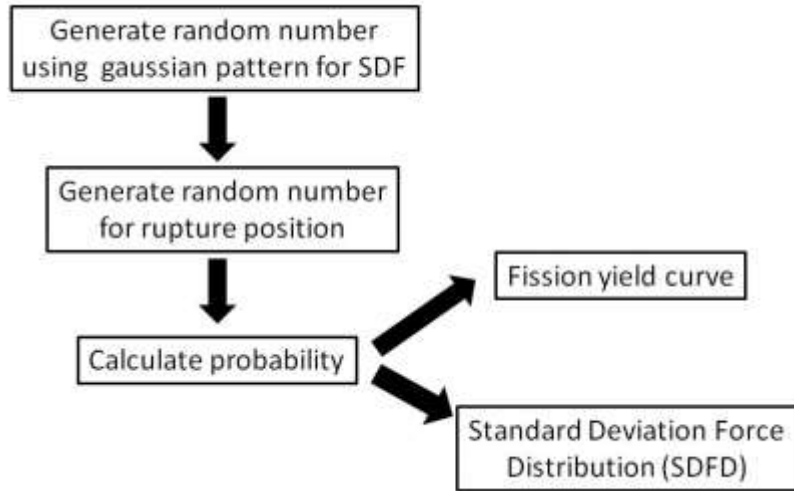 Generate random number
using gaussian pattern for SDF
Generate random number
for rupture position
Calculate probability
Fission yield curve
Standard Deviation Force
Distribution (SDFD)